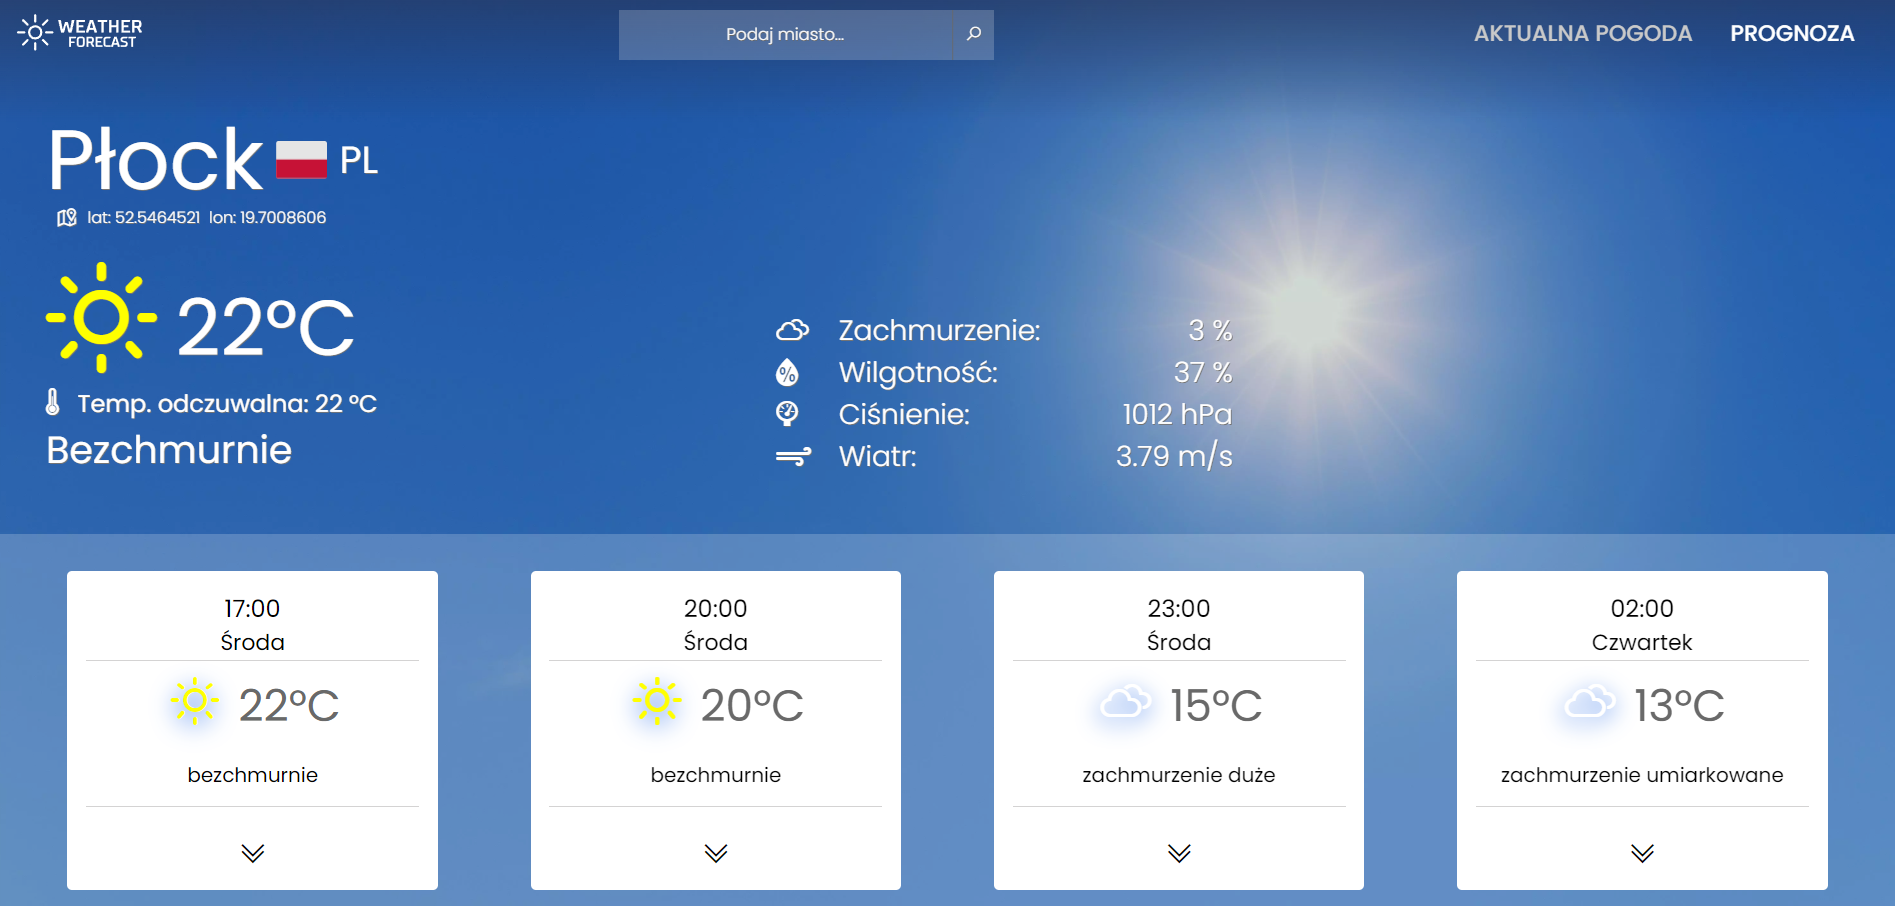 WEATHER
FORECAST
Podaj miasto...
AKTUALNA POGODA
PROGNOZA
Płock PL
lat: 52.5464521 lon: 19.7008606
22°C
Temp. odczuwalna: 22 °C
Bezchmurnie
Zachmurzenie: 3 %
Wilgotność: 37 %
Ciśnienie: 1012 hPa
Wiatr: 3.79 m/s
17:00
Środa
22°C
bezchmurnie
20:00
Środa
20°C
bezchmurnie
23:00
Środa
15°C
zachmurzenie duże
02:00
Czwartek
13°C
zachmurzenie umiarkowane